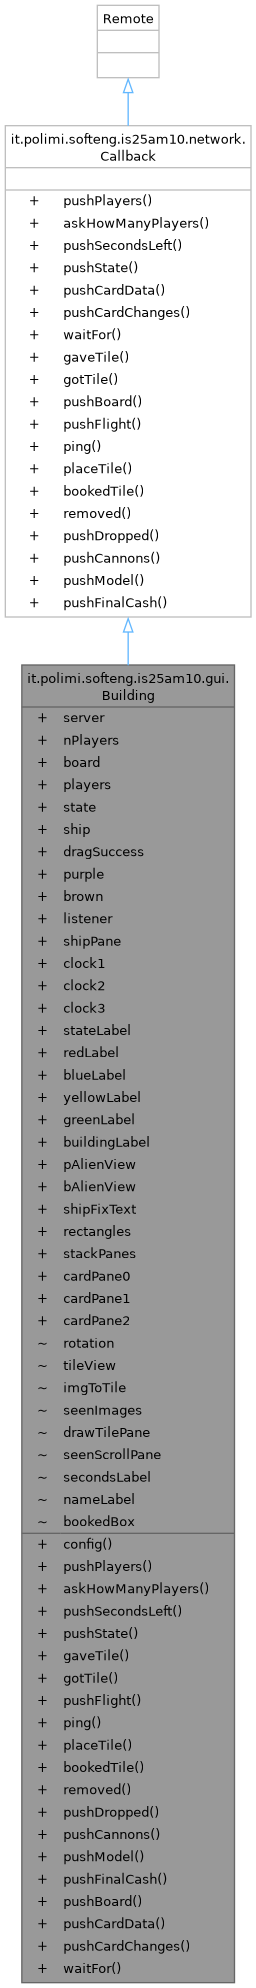 Remote
it.polimi.softeng.is25am10.network.
Callback
+ pushPlayers()
+ askHowManyPlayers()
+ pushSecondsLeft()
+ pushState()
+ pushCardData()
+ pushCardChanges()
+ waitFor()
+ gaveTile()
+ gotTile()
+ pushBoard()
+ pushFlight()
+ ping()
+ placeTile()
+ bookedTile()
+ removed()
+ pushDropped()
+ pushCannons()
+ pushModel()
+ pushFinalCash()
it.polimi.softeng.is25am10.gui.
Building
+ server
+ nPlayers
+ board
+ players
+ state
+ ship
+ dragSuccess
+ purple
+ brown
+ listener
+ shipPane
+ clock1
+ clock2
+ clock3
+ stateLabel
+ redLabel
+ blueLabel
+ yellowLabel
+ greenLabel
+ buildingLabel
+ pAlienView
+ bAlienView
+ shipFixText
+ rectangles
+ stackPanes
+ cardPane0
+ cardPane1
+ cardPane2
~ rotation
~ tileView
~ imgToTile
~ seenImages
~ drawTilePane
~ seenScrollPane
~ secondsLabel
~ nameLabel
~ bookedBox
+ config()
+ pushPlayers()
+ askHowManyPlayers()
+ pushSecondsLeft()
+ pushState()
+ gaveTile()
+ gotTile()
+ pushFlight()
+ ping()
+ placeTile()
+ bookedTile()
+ removed()
+ pushDropped()
+ pushCannons()
+ pushModel()
+ pushFinalCash()
+ pushBoard()
+ pushCardData()
+ pushCardChanges()
+ waitFor()